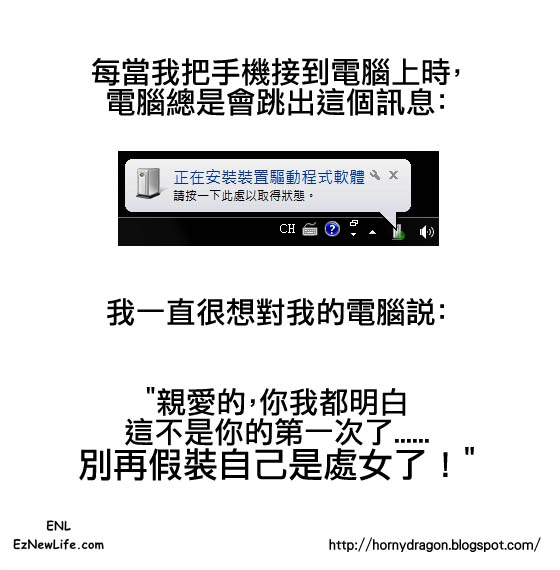 每當我把手機接到電腦上時，
電腦總是會跳出這個訊息：
正在安裝裝置驅動程式軟體
請按一下此處以取得狀態。
CH
我一直很想對我的電腦説：
"親愛的，你我都明白
這不是你的第一次了......
別再假裝自己是處女了！"
ENL
EzNewLife.com
http://hornydragon.blogspot.com/